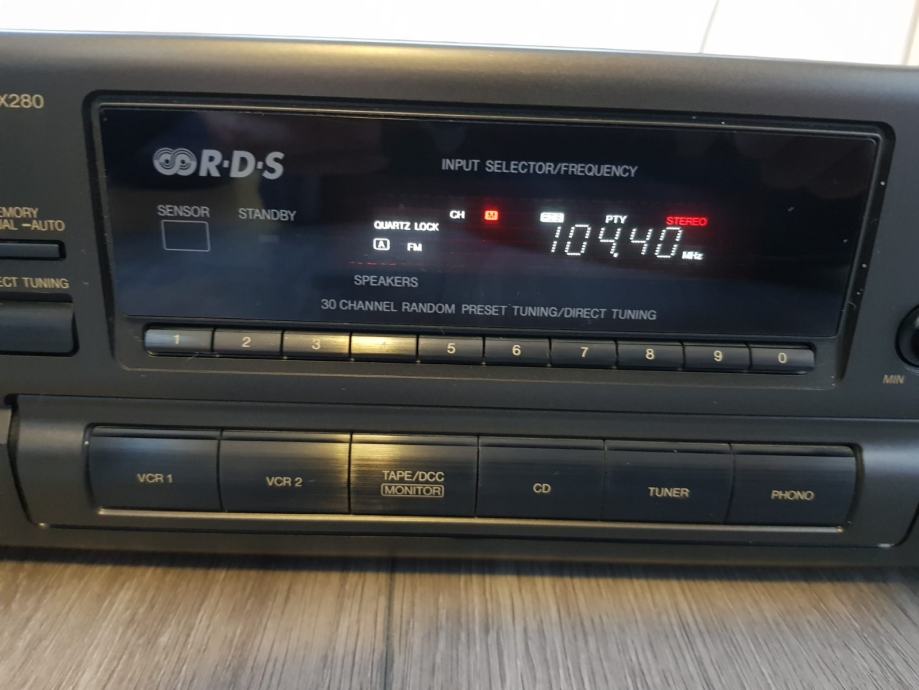 X280
R·D·S
INPUT SELECTOR/FREQUENCY
SENSOR
STANDBY
CH M PTY STEREO
QUARTZ LOCK
A FM
104.40 MHz
EMORY
UAL -AUTO
ECT TUNING
SPEAKERS
30 CHANNEL RANDOM PRESET TUNING/DIRECT TUNING
1 2 3 4 5 6 7 8 9 0
MIN
VCR 1
VCR 2
TAPE/DCC
MONITOR
CD
TUNER
PHONO